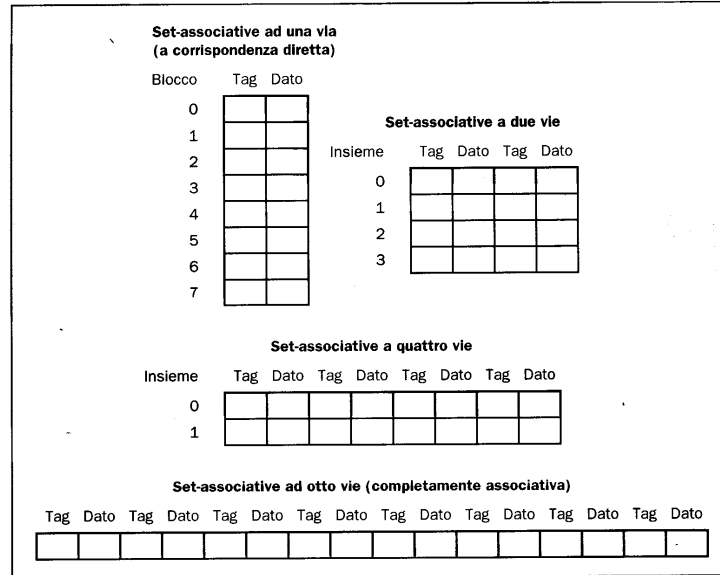 Set-associative ad una via
(a corrispondenza diretta)
Blocco Tag Dato
0
1
2
3
4
5
6
7
Set-associative a due vie
Insieme Tag Dato Tag Dato
0
1
2
3
Set-associative a quattro vie
Insieme Tag Dato Tag Dato Tag Dato Tag Dato
0
1
Set-associative ad otto vie (completamente associativa)
Tag Dato Tag Dato Tag Dato Tag Dato Tag Dato Tag Dato Tag Dato Tag Dato